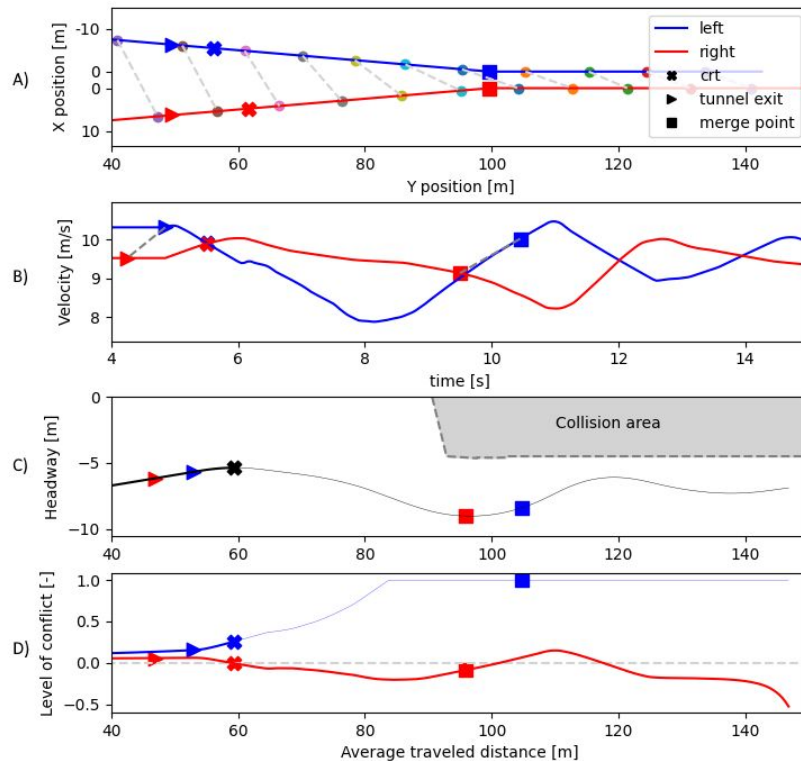 A)
X position [m]
-10
0
0
10
40
60
80
100
120
140
Y position [m]
left
right
crt
tunnel exit
merge point
B)
Velocity [m/s]
10
9
8
4
6
8
10
12
14
time [s]
C)
Headway [m]
0
−5
−10
Collision area
40
60
80
100
120
140
D)
Level of conflict [-]
1.0
0.5
0.0
−0.5
40
60
80
100
120
140
Average traveled distance [m]